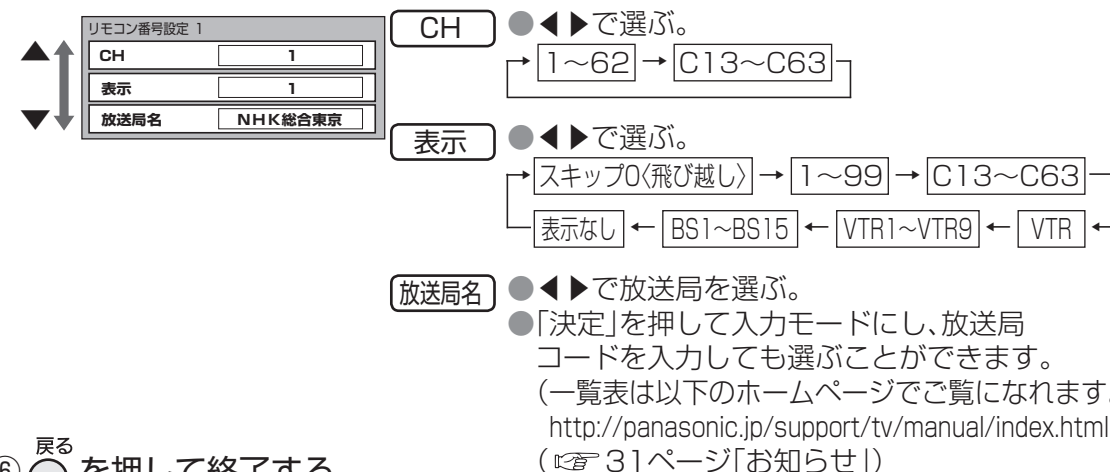 リモコン番号設定 1
CH 1
表示 1
放送局名 NHK総合東京
CH ●◀ ▶で選ぶ。
1〜62 → C13〜C63
表示 ●◀ ▶で選ぶ。
スキップ0〈飛び越し〉 → 1〜99 → C13〜C63
表示なし ← BS1~BS15 ← VTR1〜VTR9 ← VTR ←
放送局名 ●◀ ▶で放送局を選ぶ。
●「決定」を押して入力モードにし、放送局
コードを入力しても選ぶことができます。
(一覧表は以下のホームページでご覧になれます。
http://panasonic.jp/support/tv/manual/index.html
(☞ 31ページ「お知らせ」)
戻る
⑥ を押して終了する